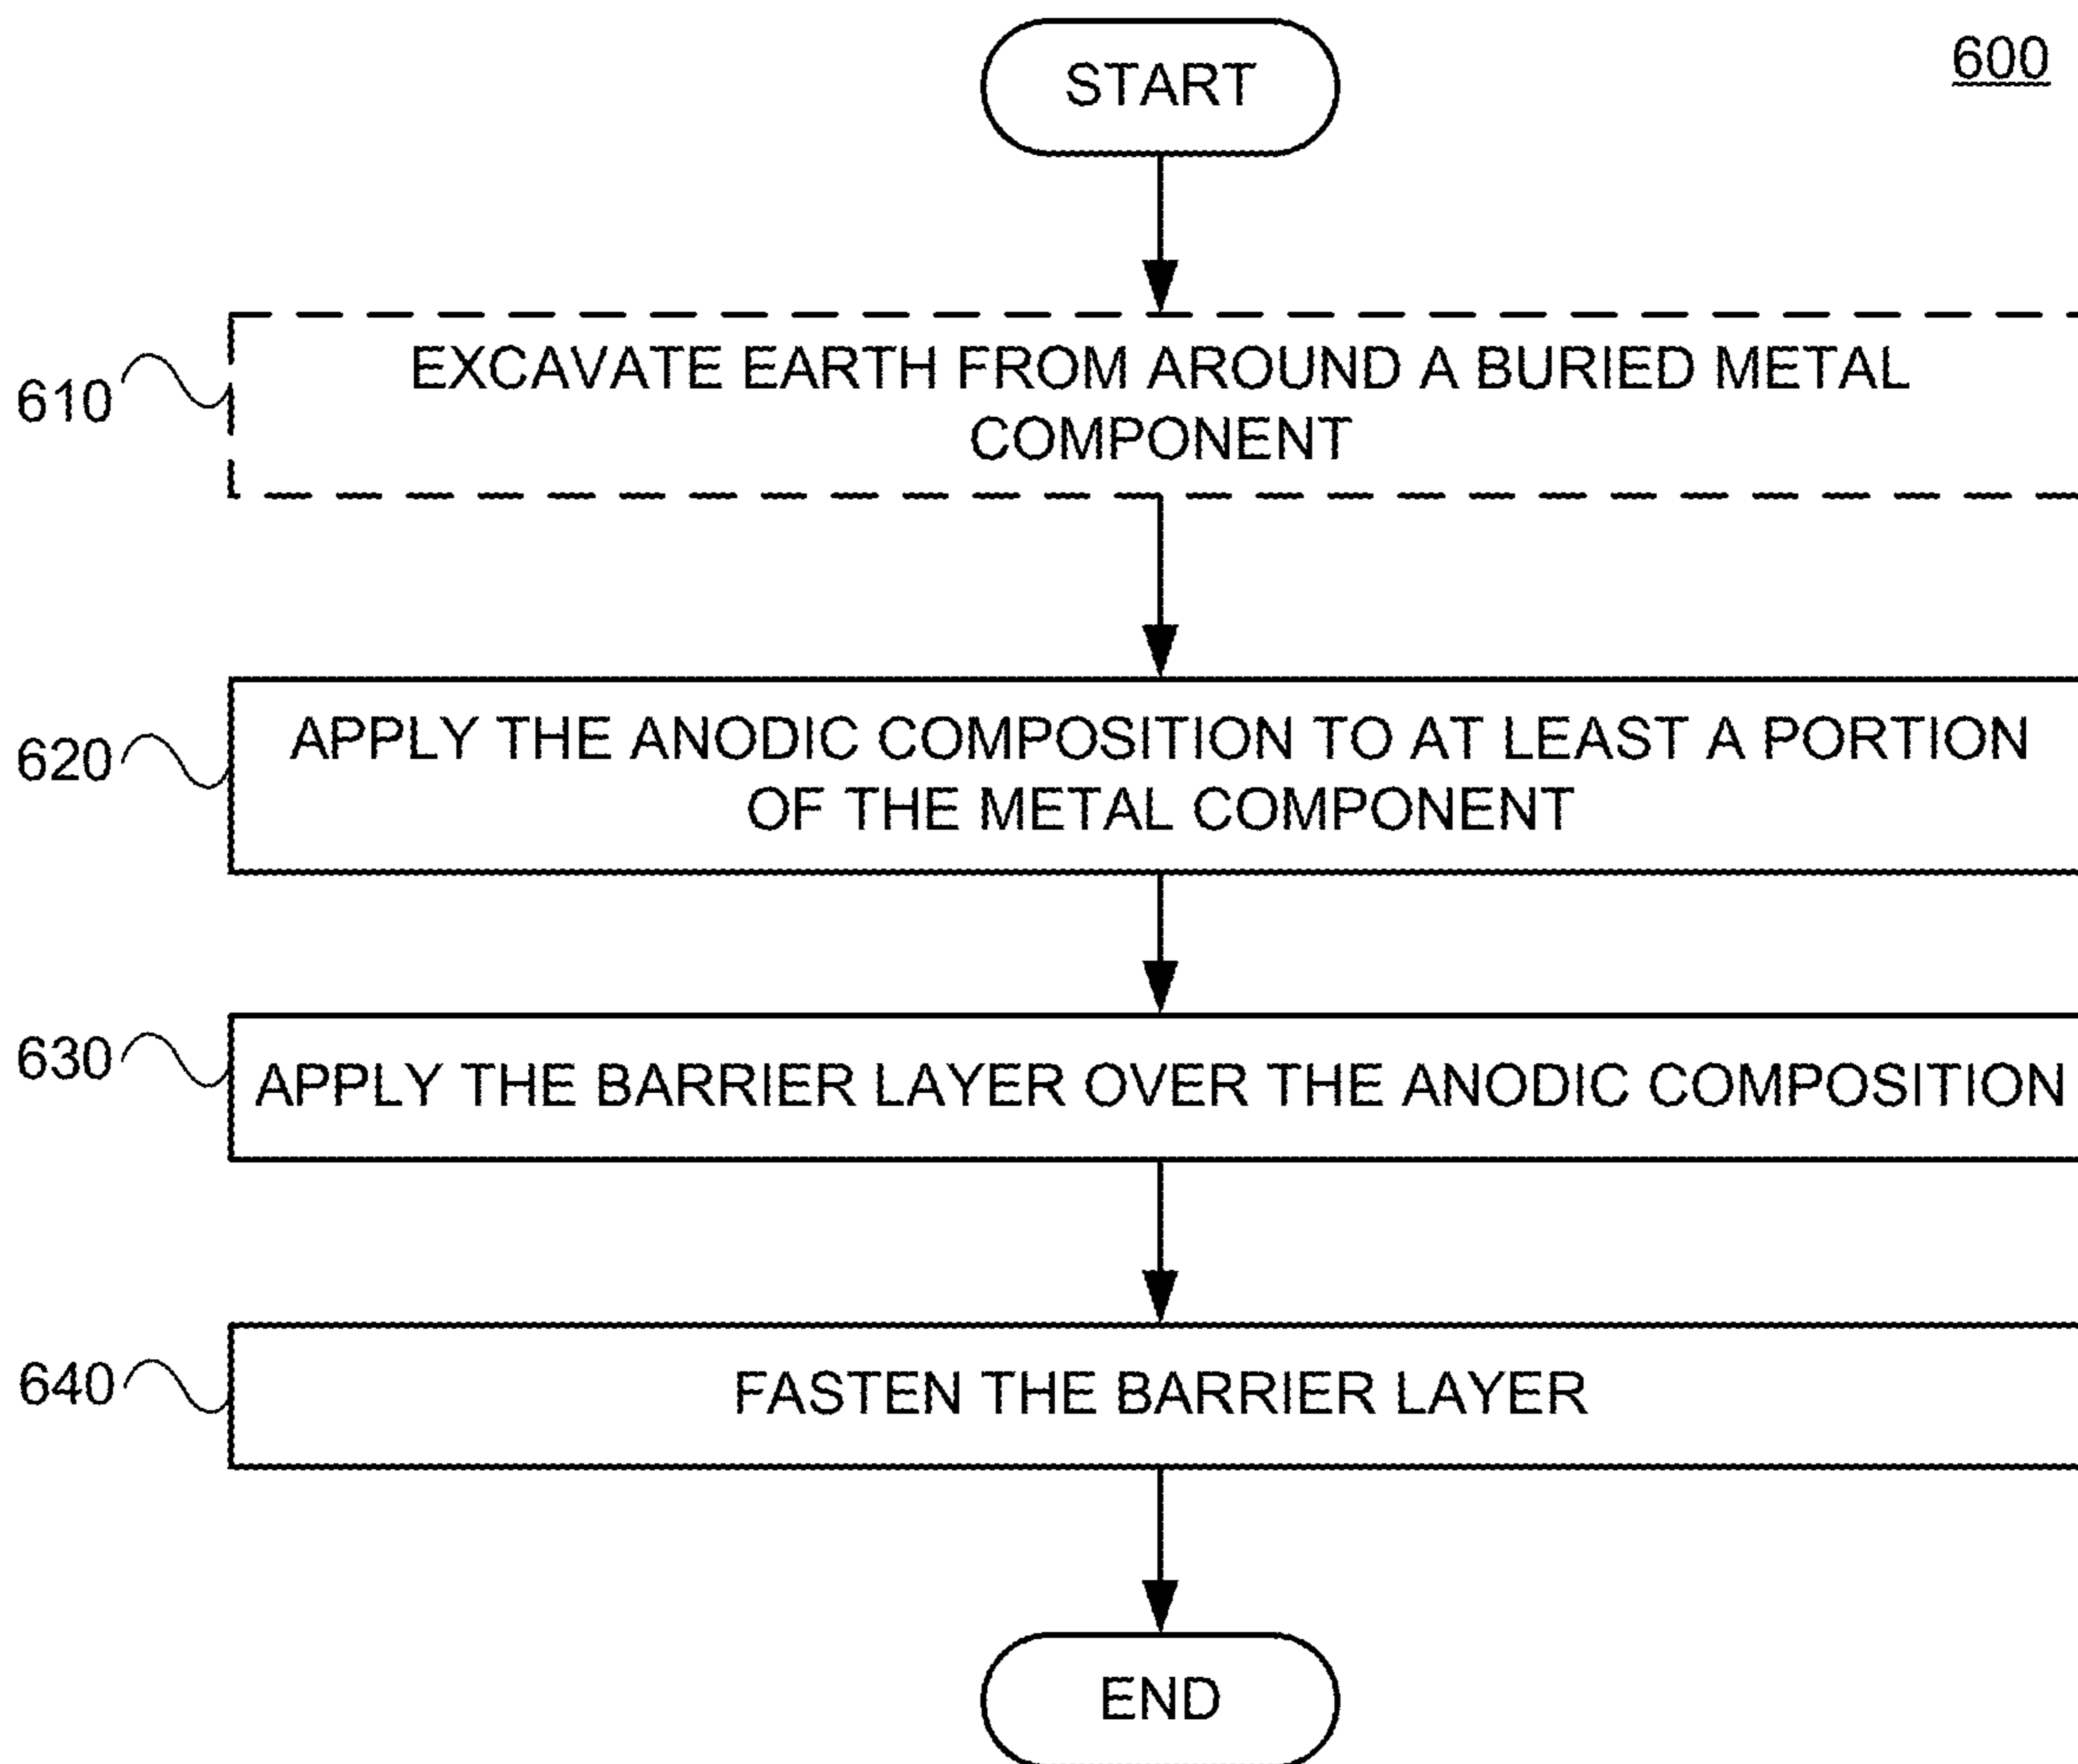 START
600
610
EXCAVATE EARTH FROM AROUND A BURIED METAL
COMPONENT
620
APPLY THE ANODIC COMPOSITION TO AT LEAST A PORTION
OF THE METAL COMPONENT
630
APPLY THE BARRIER LAYER OVER THE ANODIC COMPOSITION
640
FASTEN THE BARRIER LAYER
END